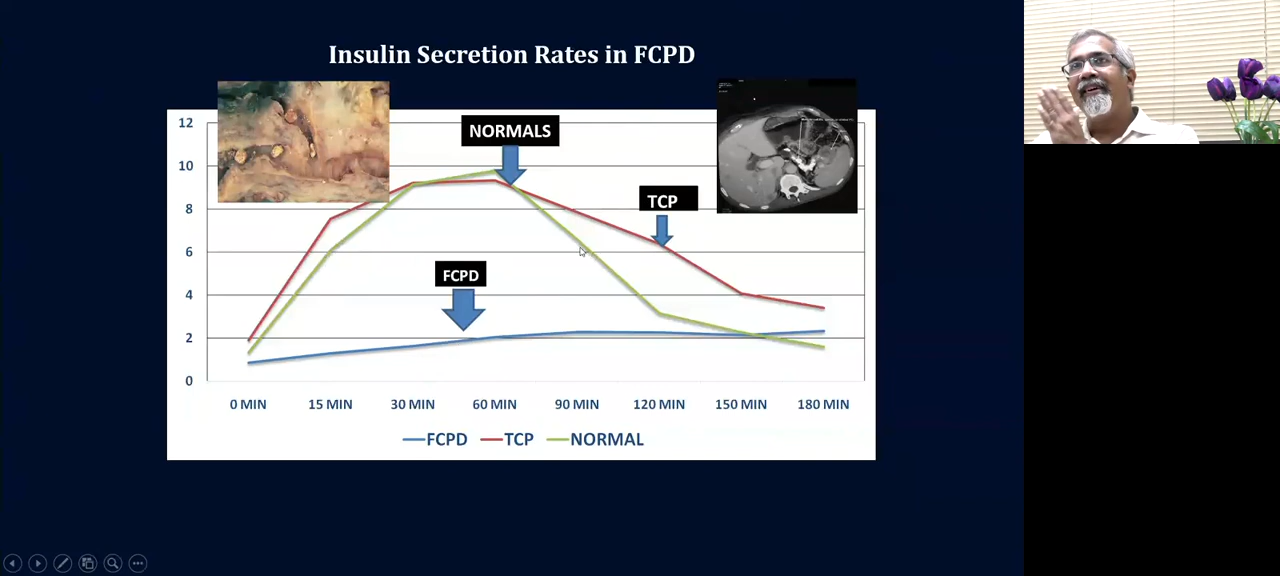 Insulin Secretion Rates in FCPD
12
10
8
6
4
2
0
NORMALS
TCP
FCPD
0 MIN 15 MIN 30 MIN 60 MIN 90 MIN 120 MIN 150 MIN 180 MIN
FCPD TCP NORMAL